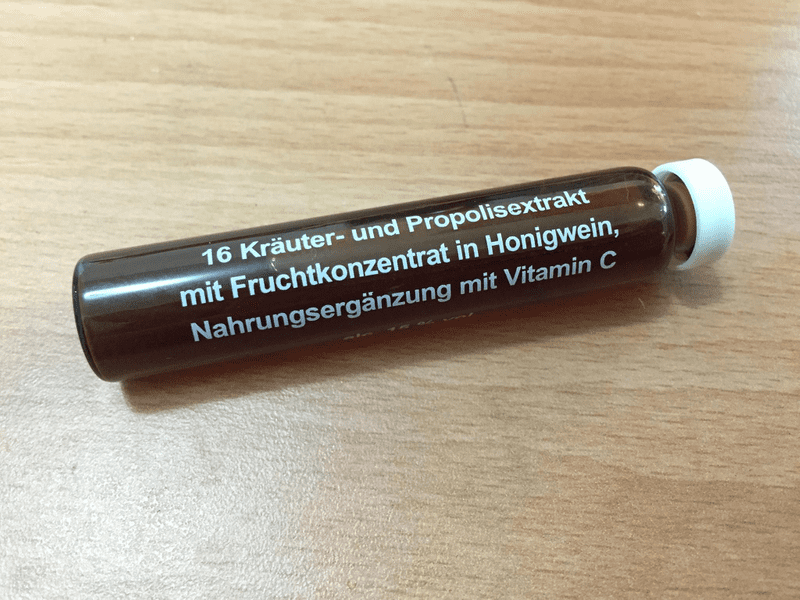 16 Kräuter- und Propolisextrakt
mit Fruchtkonzentrat in Honigwein,
Nahrungsergänzung mit Vitamin C